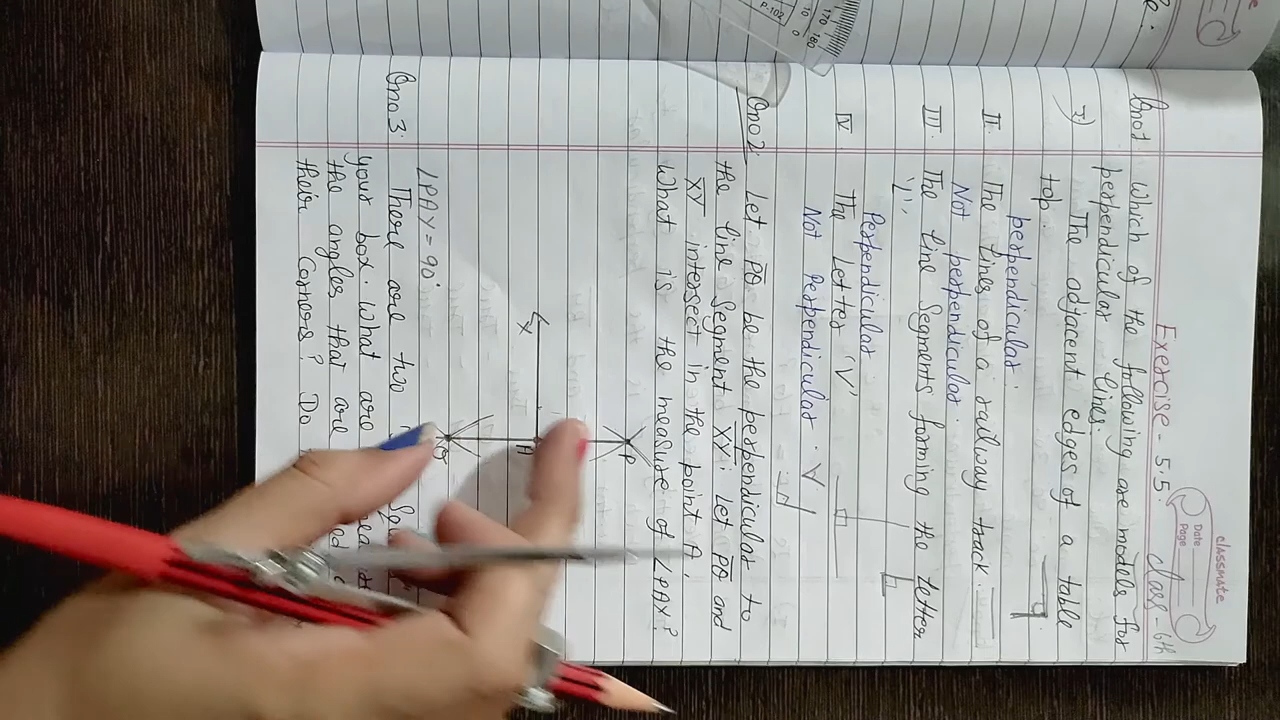 classmate
Date
Page
Exercise - 5.5. class - 6th
Qno1 Which of the following are models for
perpendicular lines.
I) The adjacent edges of a table
top.
perpendicular.
II. The Lines of a railway track.
Not perpendicular.
III. The Line Segments forming the Letter
'L'.
Perpendicular
IV The Letter 'V'
Not Perpendicular. V
Qno2. Let PQ be the perpendicular to
the line Segment XY. Let PQ and
XY intersect in the point A.
What is the measure of ∠PAY?
P
A
X
Q
∠PAY = 90°
Qno3. There are two
your box. What are
the angles that are
their Corners? Do
P.102